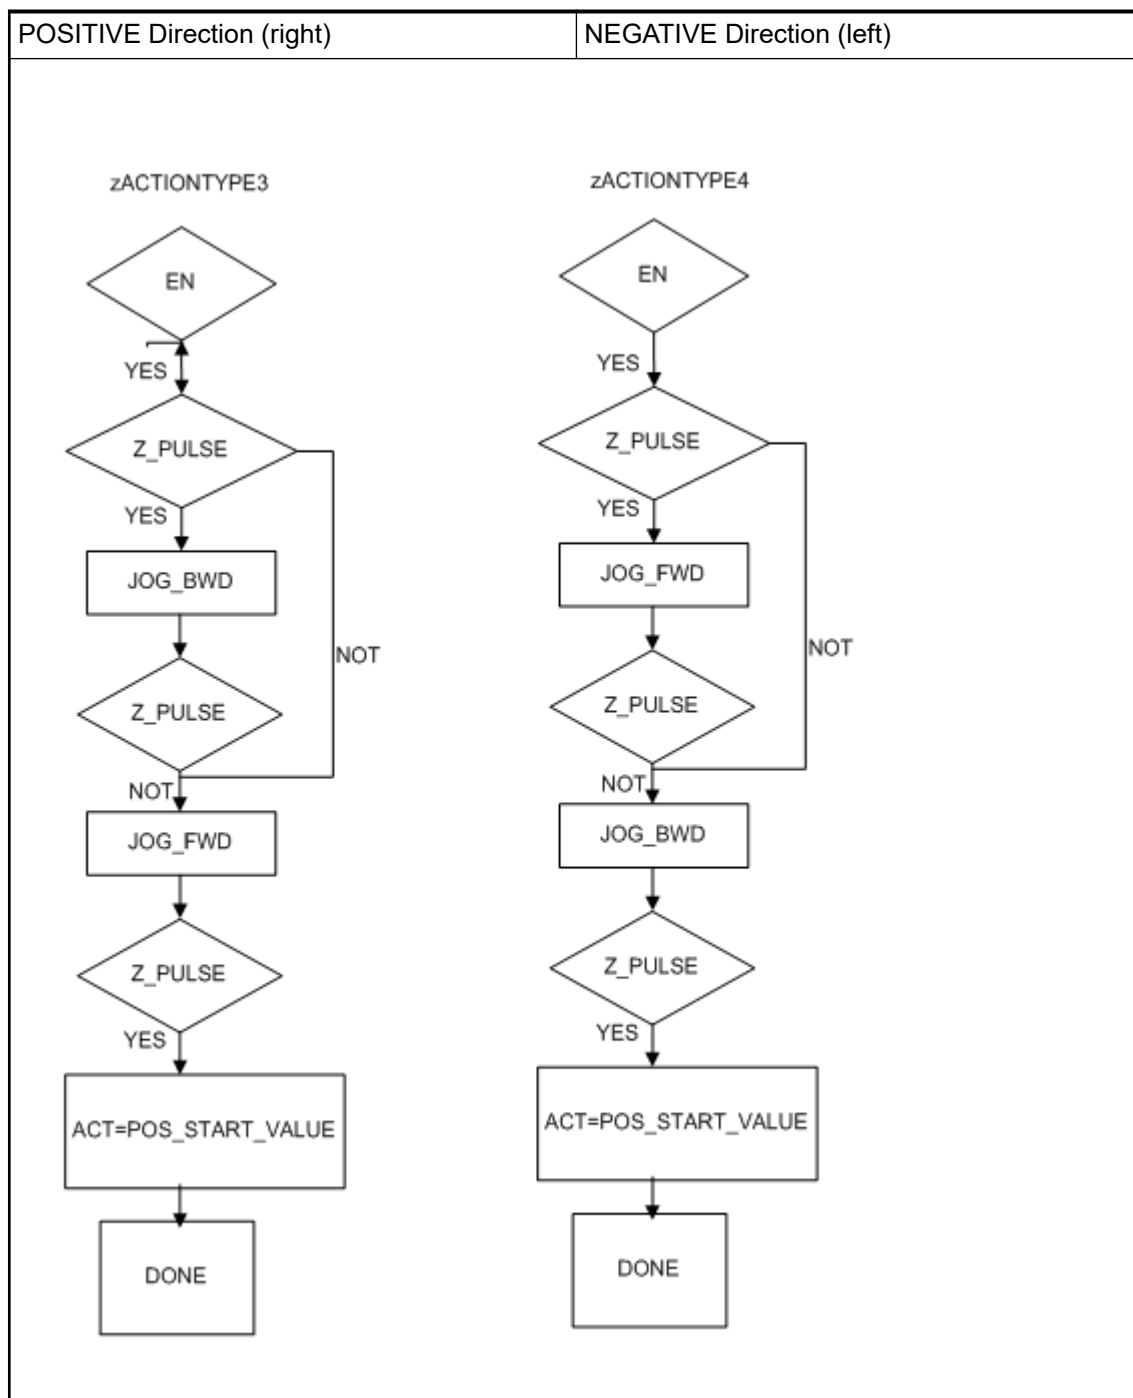 POSITIVE Direction (right)
NEGATIVE Direction (left)
zACTIONTYPE3
EN
YES
Z_PULSE
YES
JOG_BWD
NOT
Z_PULSE
NOT
JOG_FWD
Z_PULSE
YES
ACT=POS_START_VALUE
DONE
zACTIONTYPE4
EN
YES
Z_PULSE
YES
JOG_FWD
NOT
Z_PULSE
NOT
JOG_BWD
Z_PULSE
YES
ACT=POS_START_VALUE
DONE